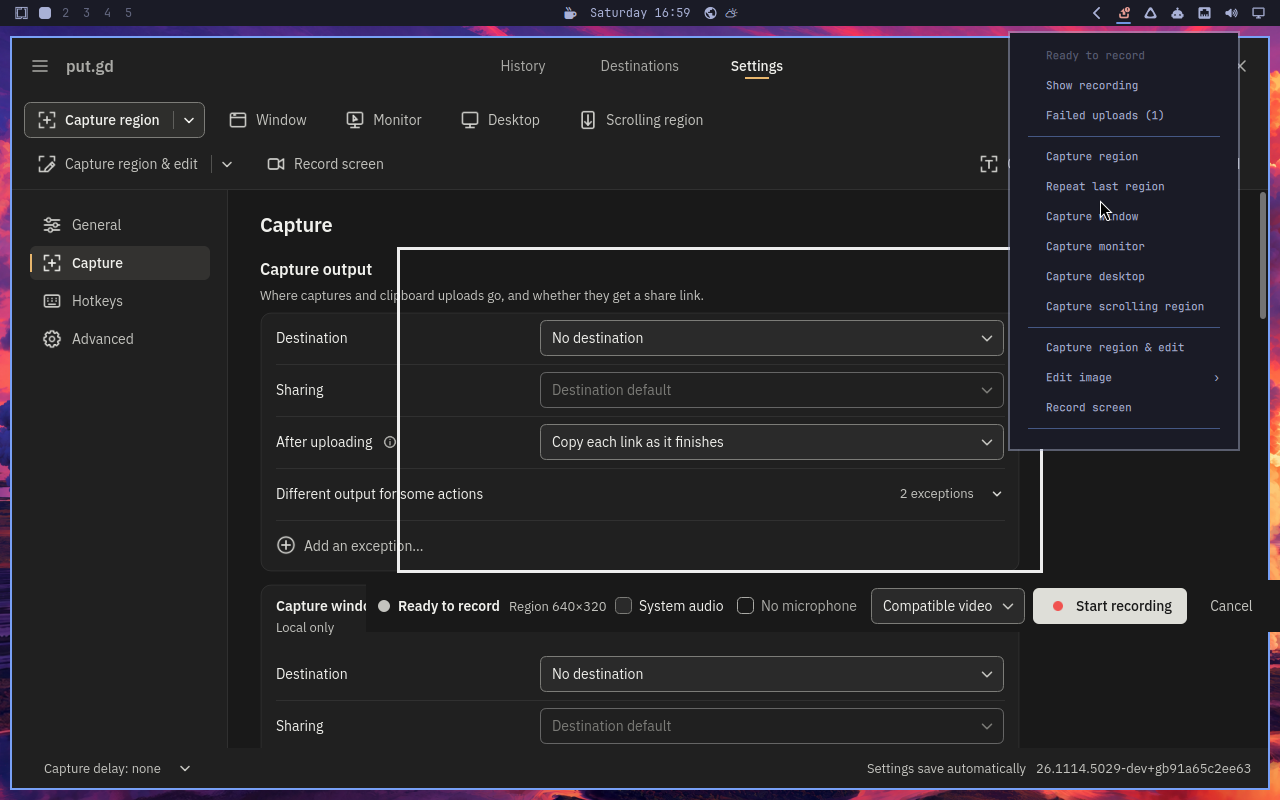 2 3 4 5
Saturday 16:59
put.gd
History
Destinations
Settings
Capture region
Window
Monitor
Desktop
Scrolling region
Capture region & edit
Record screen
General
Capture
Hotkeys
Advanced
Capture
Capture output
Where captures and clipboard uploads go, and whether they get a share link.
Destination
No destination
Sharing
Destination default
After uploading
Copy each link as it finishes
Different output for some actions
2 exceptions
Add an exception...
Ready to record
Region 640×320
System audio
No microphone
Compatible video
Start recording
Cancel
Local only
Destination
No destination
Sharing
Destination default
Capture delay: none
Settings save automatically
26.1114.5029-dev+gb91a65c2ee63
Ready to record
Show recording
Failed uploads (1)
Capture region
Repeat last region
Capture window
Capture monitor
Capture desktop
Capture scrolling region
Capture region & edit
Edit image
Record screen